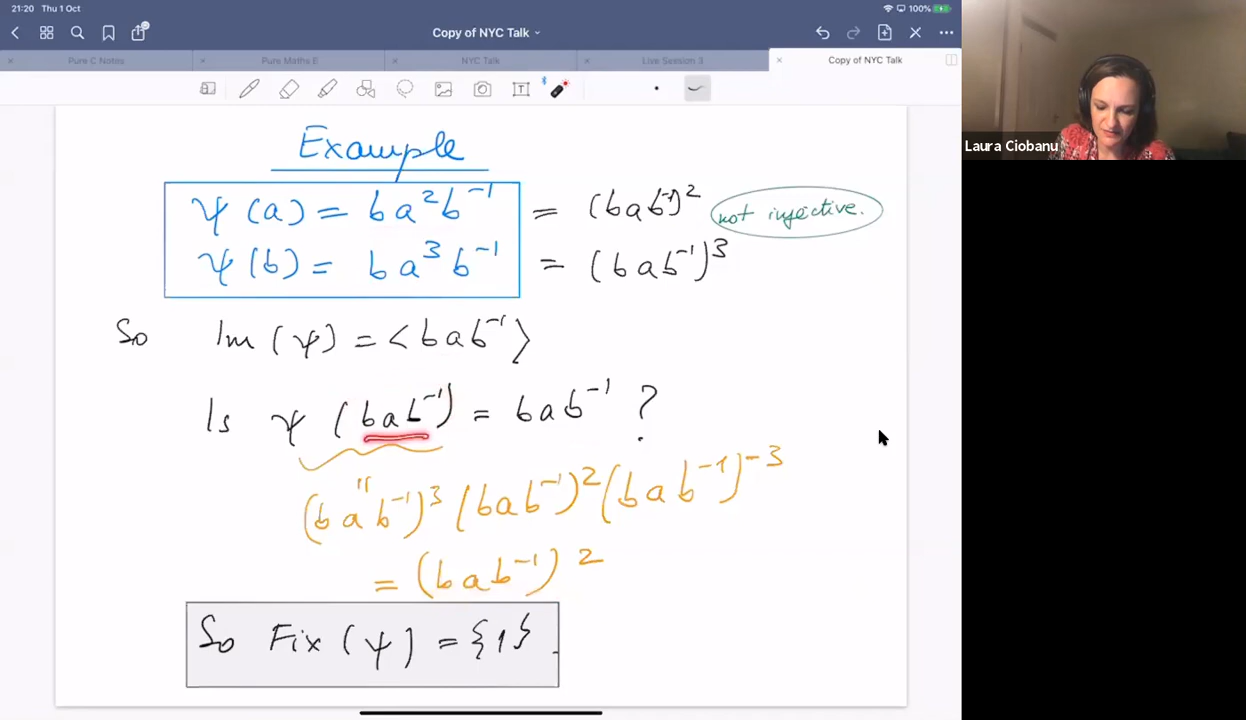 21:20 Thu 1 Oct
100%
Copy of NYC Talk
Pure C Notes
Pure Maths E
NYC Talk
Live Session 3
Copy of NYC Talk
Laura Ciobanu
Example
ψ(a) = ba²b⁻¹ = (bab⁻¹)² not injective.
ψ(b) = ba³b⁻¹ = (bab⁻¹)³
So Im(ψ) = <bab⁻¹>
Is ψ(bab⁻¹) = bab⁻¹ ?
"
(bab⁻¹)³(bab⁻¹)²(bab⁻¹)⁻³
= (bab⁻¹)²
So Fix(ψ) = {1}.